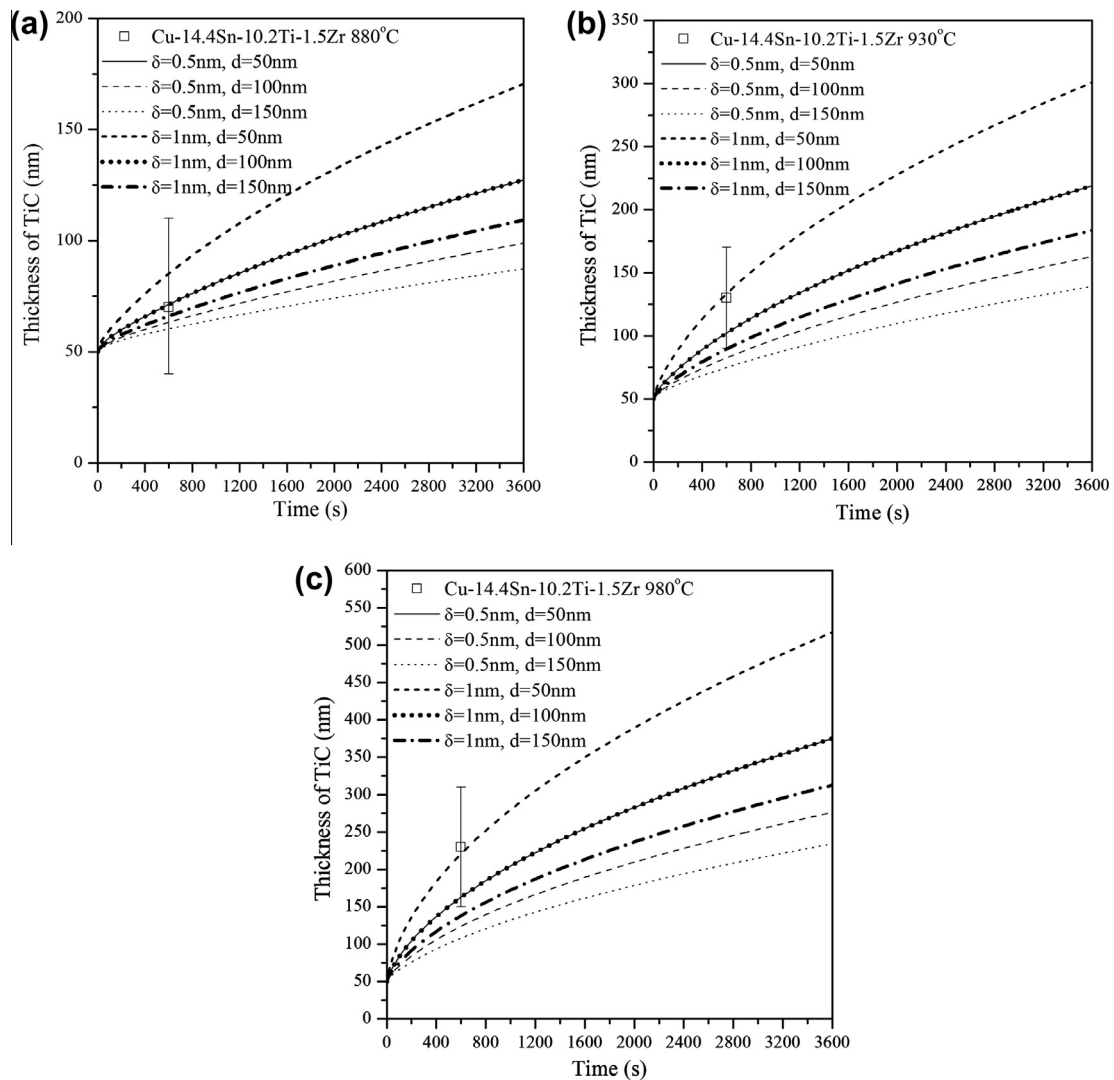 (a)
200
150
100
50
0
Thickness of TiC (nm)
Cu-14.4Sn-10.2Ti-1.5Zr 880°C
δ=0.5nm, d=50nm
δ=0.5nm, d=100nm
δ=0.5nm, d=150nm
δ=1nm, d=50nm
δ=1nm, d=100nm
δ=1nm, d=150nm
0 400 800 1200 1600 2000 2400 2800 3200 3600
Time (s)
(b)
350
300
250
200
150
100
50
0
Thickness of TiC (nm)
Cu-14.4Sn-10.2Ti-1.5Zr 930°C
δ=0.5nm, d=50nm
δ=0.5nm, d=100nm
δ=0.5nm, d=150nm
δ=1nm, d=50nm
δ=1nm, d=100nm
δ=1nm, d=150nm
0 400 800 1200 1600 2000 2400 2800 3200 3600
Time (s)
(c)
600
550
500
450
400
350
300
250
200
150
100
50
0
Thickness of TiC (nm)
Cu-14.4Sn-10.2Ti-1.5Zr 980°C
δ=0.5nm, d=50nm
δ=0.5nm, d=100nm
δ=0.5nm, d=150nm
δ=1nm, d=50nm
δ=1nm, d=100nm
δ=1nm, d=150nm
0 400 800 1200 1600 2000 2400 2800 3200 3600
Time (s)